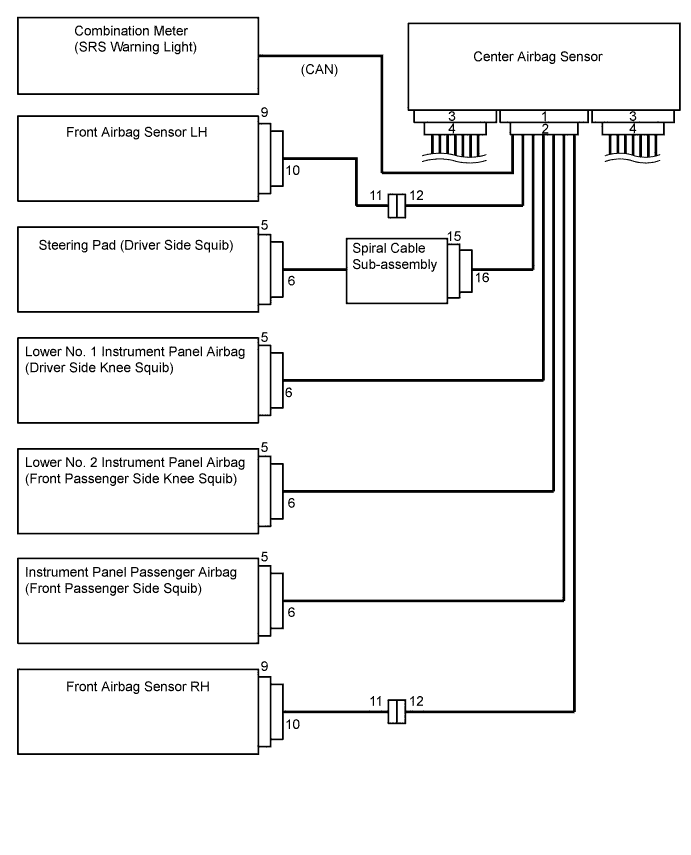 Combination Meter
(SRS Warning Light)
(CAN)
Center Airbag Sensor
3
4
1
2
3
4
Front Airbag Sensor LH
9
10
11
12
Steering Pad (Driver Side Squib)
5
6
Spiral Cable
Sub-assembly
15
16
Lower No. 1 Instrument Panel Airbag
(Driver Side Knee Squib)
5
6
Lower No. 2 Instrument Panel Airbag
(Front Passenger Side Knee Squib)
5
6
Instrument Panel Passenger Airbag
(Front Passenger Side Squib)
5
6
Front Airbag Sensor RH
9
10
11
12